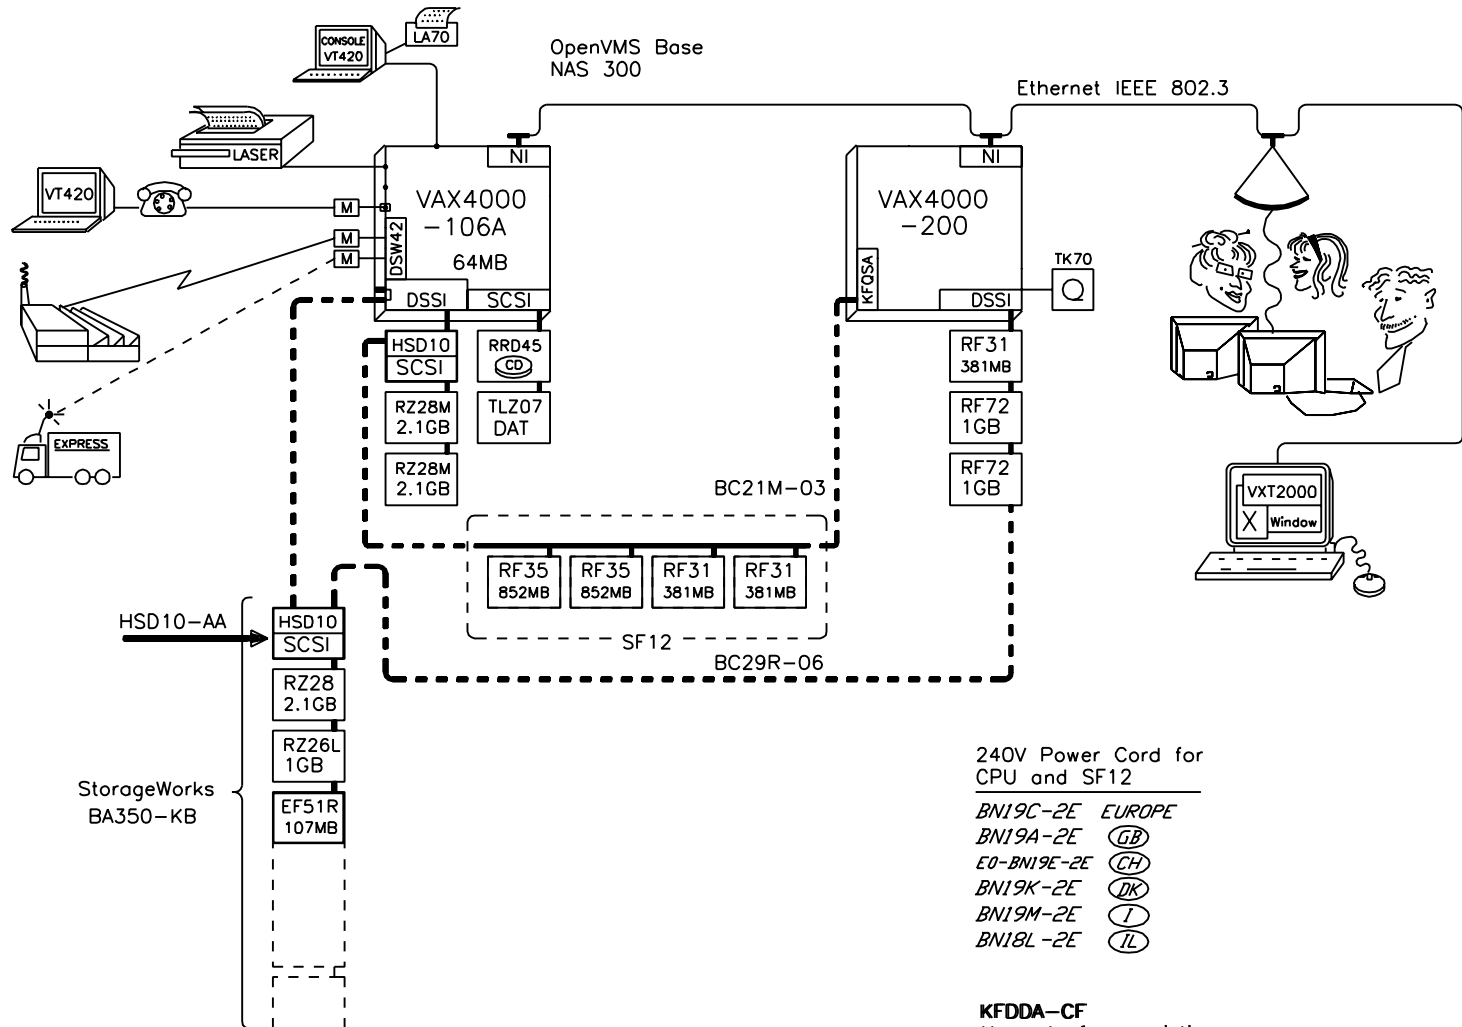 CONSOLE
VT420
LA70
OpenVMS Base
NAS 300
Ethernet IEEE 802.3
LASER
VT420
M
M
M
NI
VAX4000
-106A
64MB
DSW42
DSSI
SCSI
NI
VAX4000
-200
KFQSA
DSSI
TK70
HSD10
SCSI
RRD45
CD
RZ28M
2.1GB
TLZ07
DAT
RZ28M
2.1GB
RF31
381MB
RF72
1GB
RF72
1GB
EXPRESS
BC21M-03
VXT2000
X Window
RF35
852MB
RF35
852MB
RF31
381MB
RF31
381MB
SF12
BC29R-06
HSD10-AA
HSD10
SCSI
RZ28
2.1GB
RZ26L
1GB
EF51R
107MB
StorageWorks
BA350-KB
240V Power Cord for
CPU and SF12
BN19C-2E EUROPE
BN19A-2E GB
E0-BN19E-2E CH
BN19K-2E DK
BN19M-2E I
BN18L-2E IL
KFDDA-CF